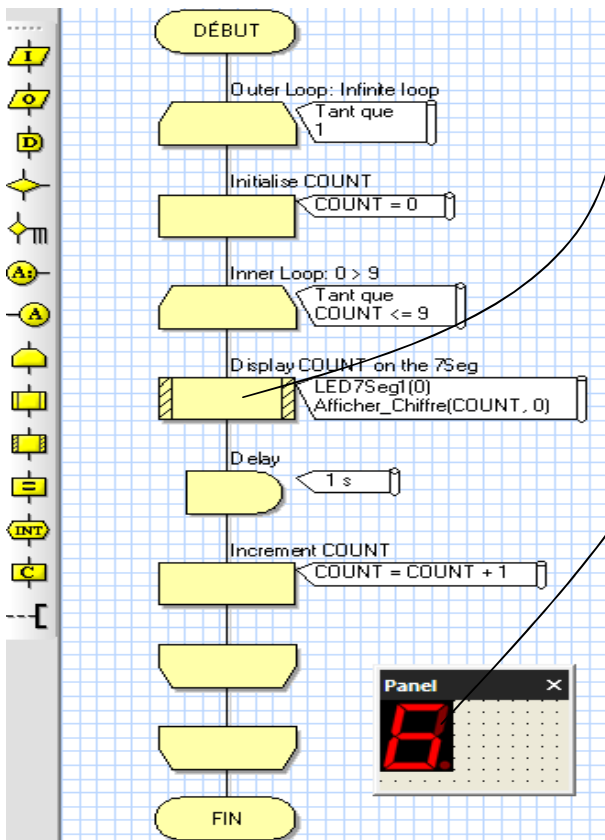 DÉBUT
Outer Loop: Infinite loop
Tant que
1
Initialise COUNT
COUNT = 0
Inner Loop: 0 > 9
Tant que
COUNT <= 9
Display COUNT on the 7Seg
LED7Seg1(0)
Afficher_Chiffre(COUNT, 0)
Delay
1 s
Increment COUNT
COUNT = COUNT + 1
Panel
FIN
I
O
D
A:
A
=
INT
C